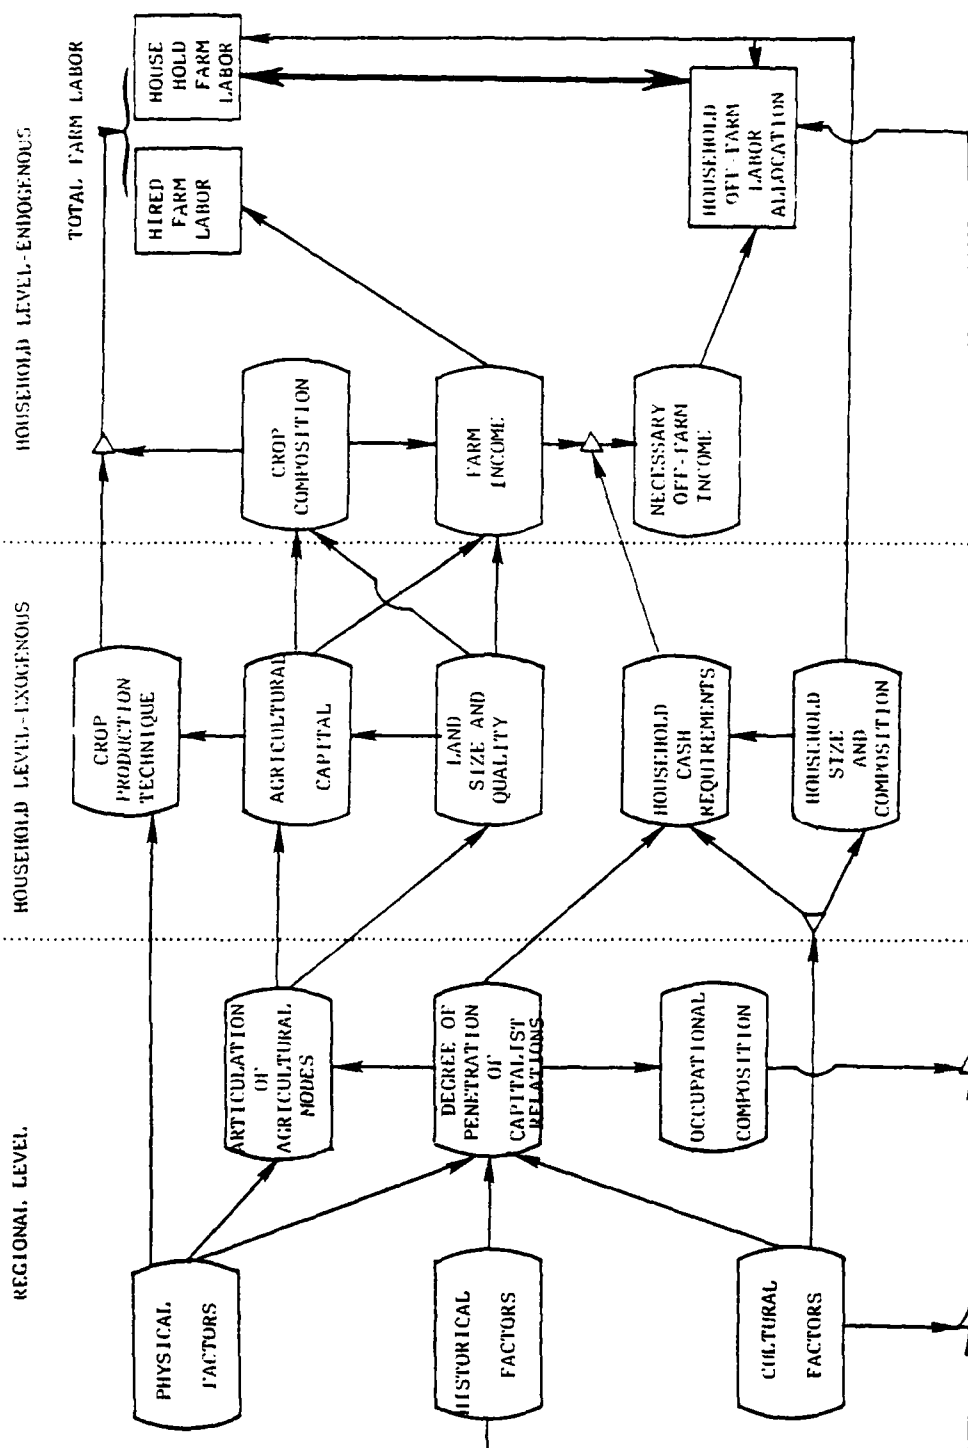 REGIONAL LEVEL
HOUSEHOLD LEVEL-EXOGENOUS
HOUSEHOLD LEVEL-ENDOGENOUS
TOTAL FARM LABOR
PHYSICAL
FACTORS
HISTORICAL
FACTORS
CULTURAL
FACTORS
ARTICULATION
OF
AGRICULTURAL
MODES
DEGREE OF
PENETRATION
OF
CAPITALIST
RELATIONS
OCCUPATIONAL
COMPOSITION
CROP
PRODUCTION
TECHNIQUE
AGRICULTURAL
CAPITAL
LAND
SIZE AND
QUALITY
HOUSEHOLD
CASH
REQUIREMENTS
HOUSEHOLD
SIZE
AND
COMPOSITION
CROP
COMPOSITION
FARM
INCOME
NECESSARY
OFF-FARM
INCOME
HIRED
FARM
LABOR
HOUSE
HOLD
FARM
LABOR
HOUSEHOLD
OFF-FARM
LABOR
ALLOCATION